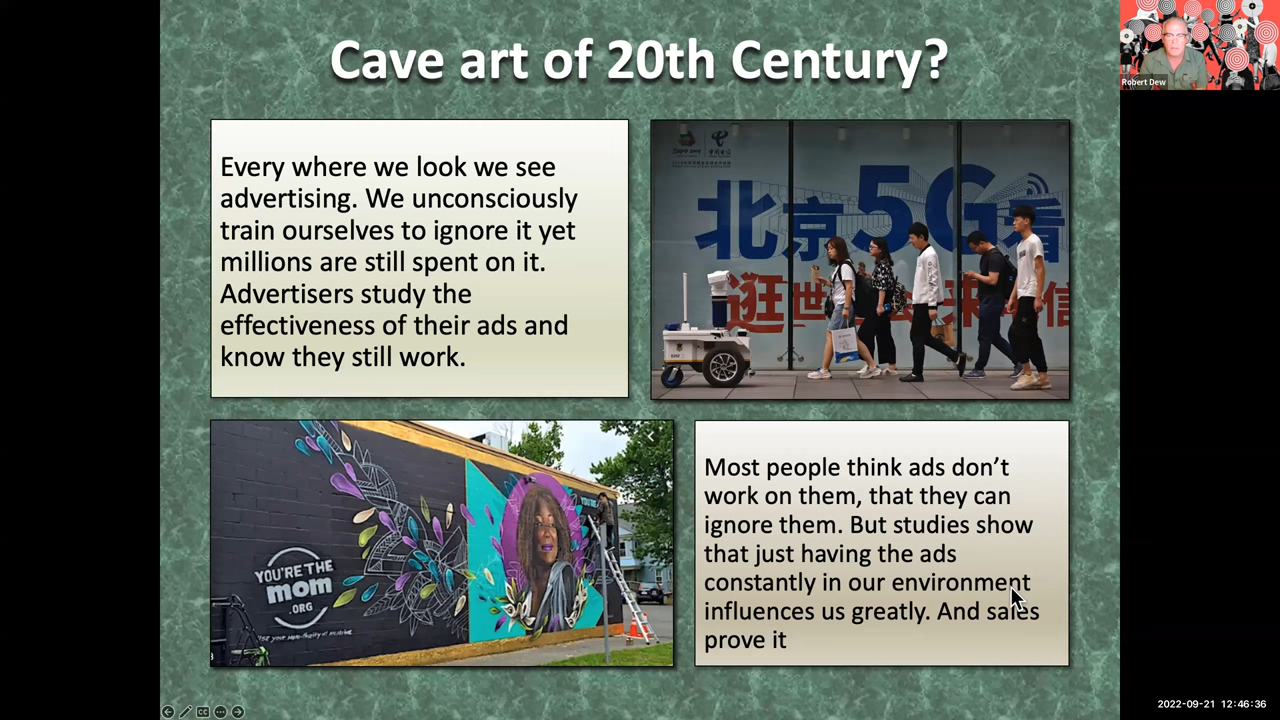 Cave art of 20th Century?
Robert Dew
Every where we look we see
advertising. We unconsciously
train ourselves to ignore it yet
millions are still spent on it.
Advertisers study the
effectiveness of their ads and
know they still work.
北京5G看
逛世
来
信
YOU'RE THE
mom
.ORG
Most people think ads don't
work on them, that they can
ignore them. But studies show
that just having the ads
constantly in our environment
influences us greatly. And sales
prove it
CC
2022-09-21 12:46:36